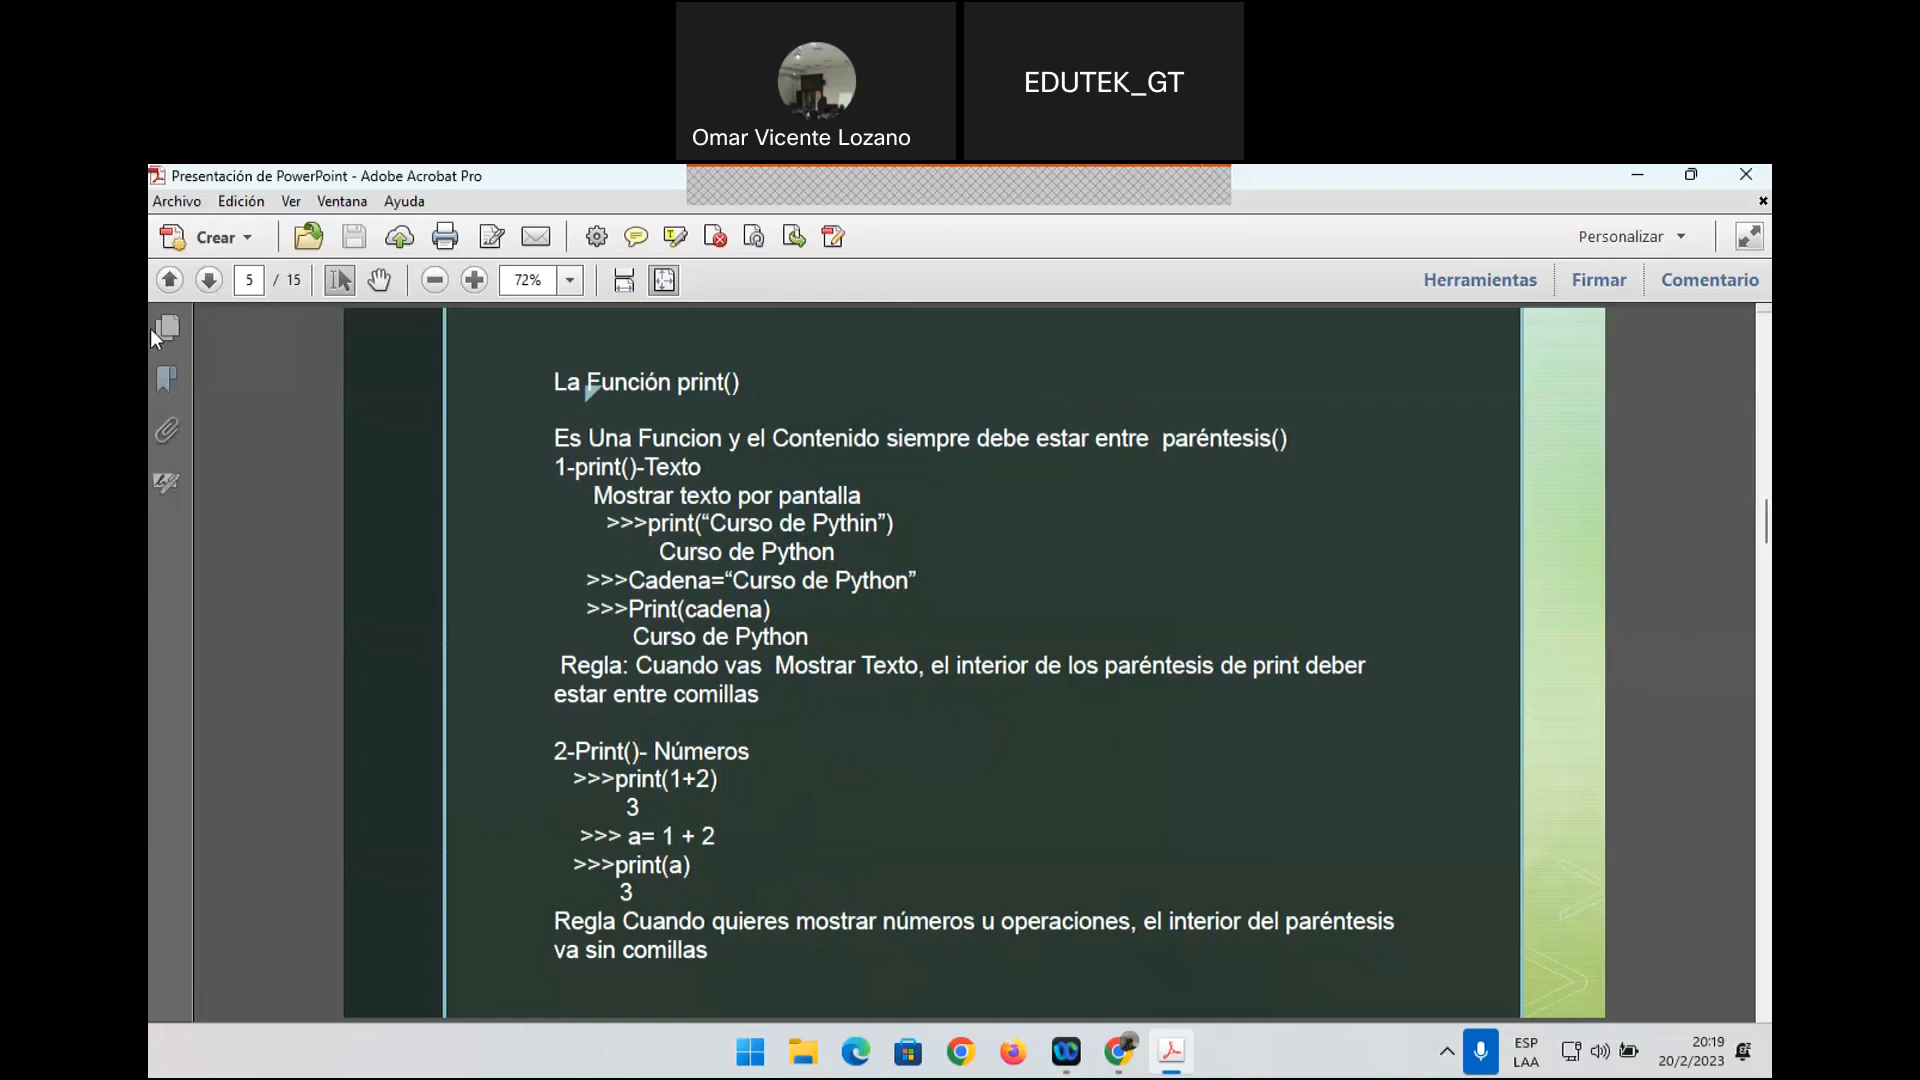 Omar Vicente Lozano
EDUTEK_GT
Presentación de PowerPoint - Adobe Acrobat Pro
Archivo Edición Ver Ventana Ayuda
Crear
Personalizar
5 / 15
72%
Herramientas Firmar Comentario
La Función print()
Es Una Funcion y el Contenido siempre debe estar entre paréntesis()
1-print()-Texto
Mostrar texto por pantalla
>>>print(“Curso de Pythin”)
Curso de Python
>>>Cadena=“Curso de Python”
>>>Print(cadena)
Curso de Python
Regla: Cuando vas Mostrar Texto, el interior de los paréntesis de print deber
estar entre comillas
2-Print()- Números
>>>print(1+2)
3
>>> a= 1 + 2
>>>print(a)
3
Regla Cuando quieres mostrar números u operaciones, el interior del paréntesis
va sin comillas
ESP
LAA
20:19
20/2/2023